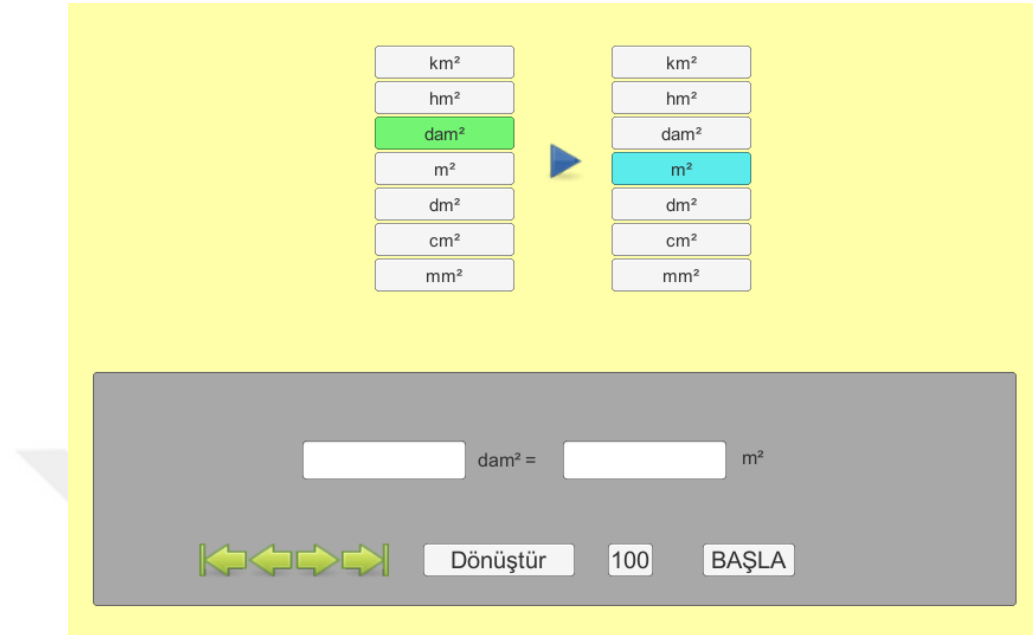 km² km²
hm² hm²
dam² dam²
m² m²
dm² dm²
cm² cm²
mm² mm²
dam² = m²
Dönüştür 100 BAŞLA